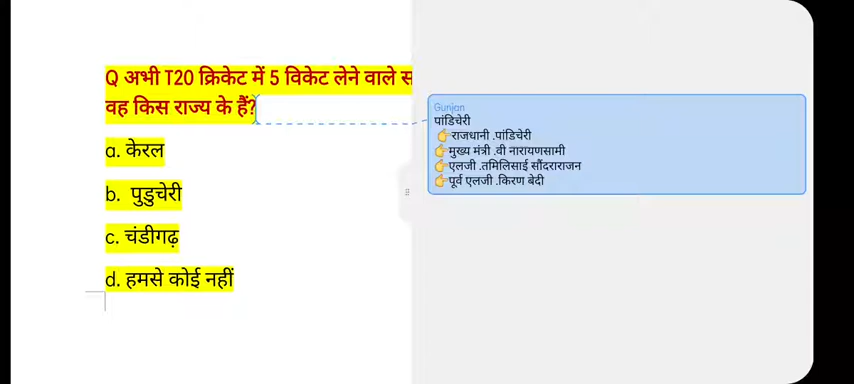 Q अभी T20 क्रिकेट में 5 विकेट लेने वाले
वह किस राज्य के हैं?
a. केरल
b. पुडुचेरी
c. चंडीगढ़
d. हमसे कोई नहीं
Gunjan
पांडिचेरी
👉राजधानी .पांडिचेरी
👉मुख्य मंत्री .वी नारायणसामी
👉एलजी .तमिलिसाई सौंदराराजन
👉पूर्व एलजी .किरण बेदी